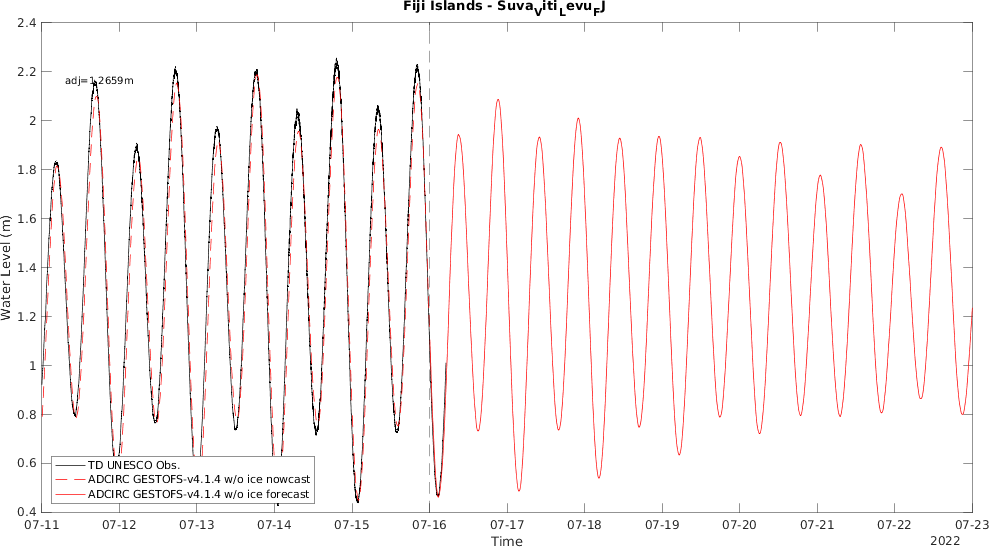 Fiji Islands - SuvaVitiLevuFJ
2.4
2.2
2
1.8
1.6
1.4
1.2
1
0.8
0.6
0.4
Water Level (m)
adj=1.2659m
TD UNESCO Obs.
ADCIRC GESTOFS-v4.1.4 w/o ice nowcast
ADCIRC GESTOFS-v4.1.4 w/o ice forecast
07-11 07-12 07-13 07-14 07-15 07-16 07-17 07-18 07-19 07-20 07-21 07-22 07-23
Time
2022